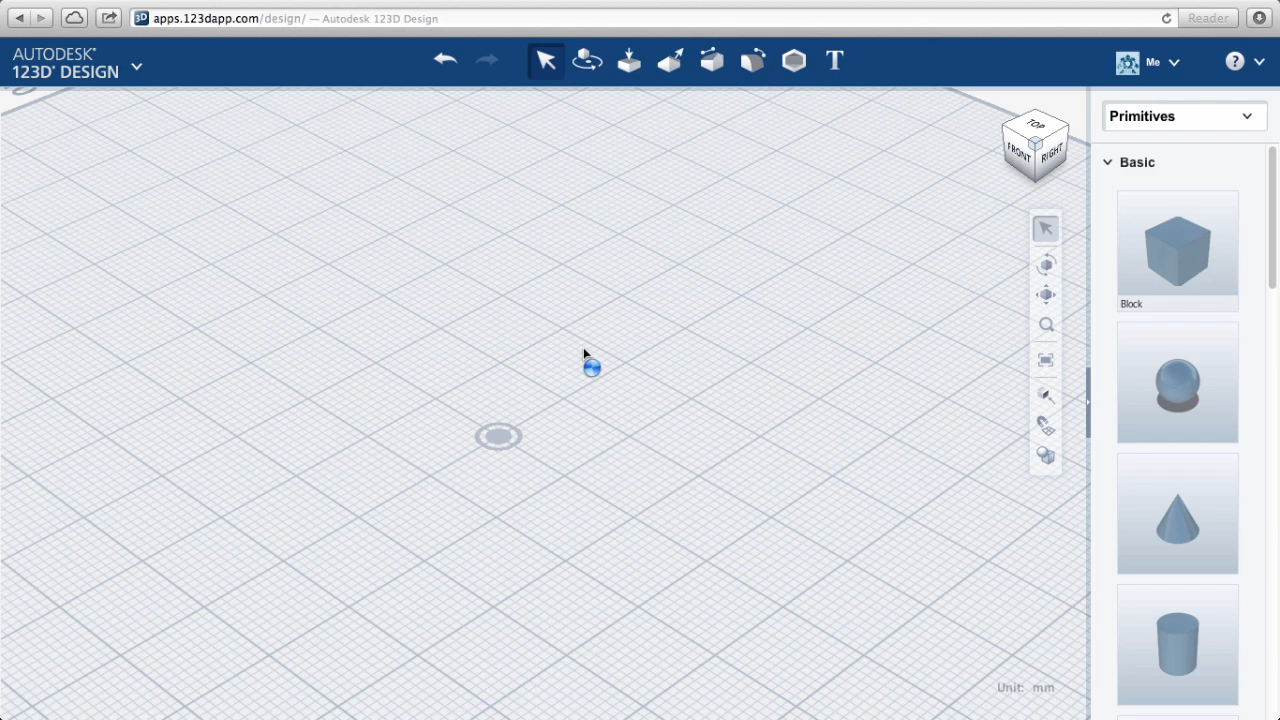 3D apps.123dapp.com/design/ — Autodesk 123D Design
Reader
AUTODESK®
123D® DESIGN
T
Me
?
Primitives
TOP
FRONT
RIGHT
Basic
Block
Unit: mm